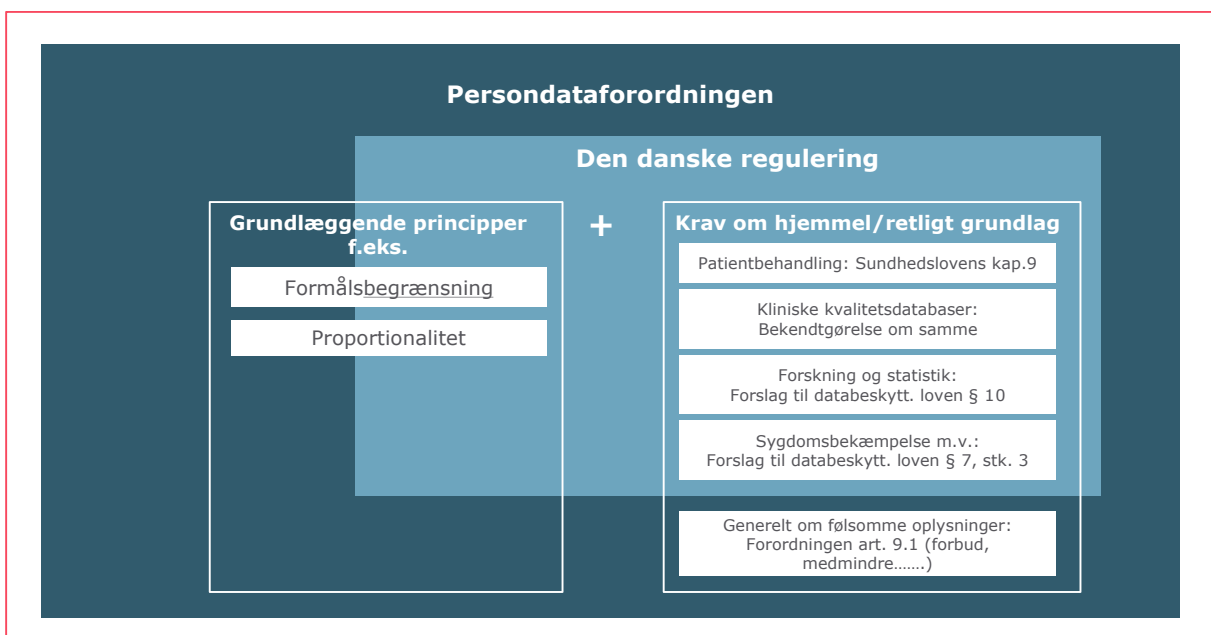 Persondataforordningen
Den danske regulering
Grundlæggende principper
f.eks.
Formålsbegrænsning
Proportionalitet
+
Krav om hjemmel/retligt grundlag
Patientbehandling: Sundhedslovens kap.9
Kliniske kvalitetsdatabaser:
Bekendtgørelse om samme
Forskning og statistik:
Forslag til databeskytt. loven § 10
Sygdomsbekæmpelse m.v.:
Forslag til databeskytt. loven § 7, stk. 3
Generelt om følsomme oplysninger:
Forordningen art. 9.1 (forbud,
medmindre…….)